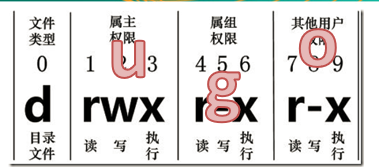 文件 属主 属组 其他用户
类型 权限 权限 权限
0 1 2 3 4 5 6 7 8 9
u g o
d rwx r-x r-x
目录 读 写 执 读 写 执 读 写 执
文件 行 行 行